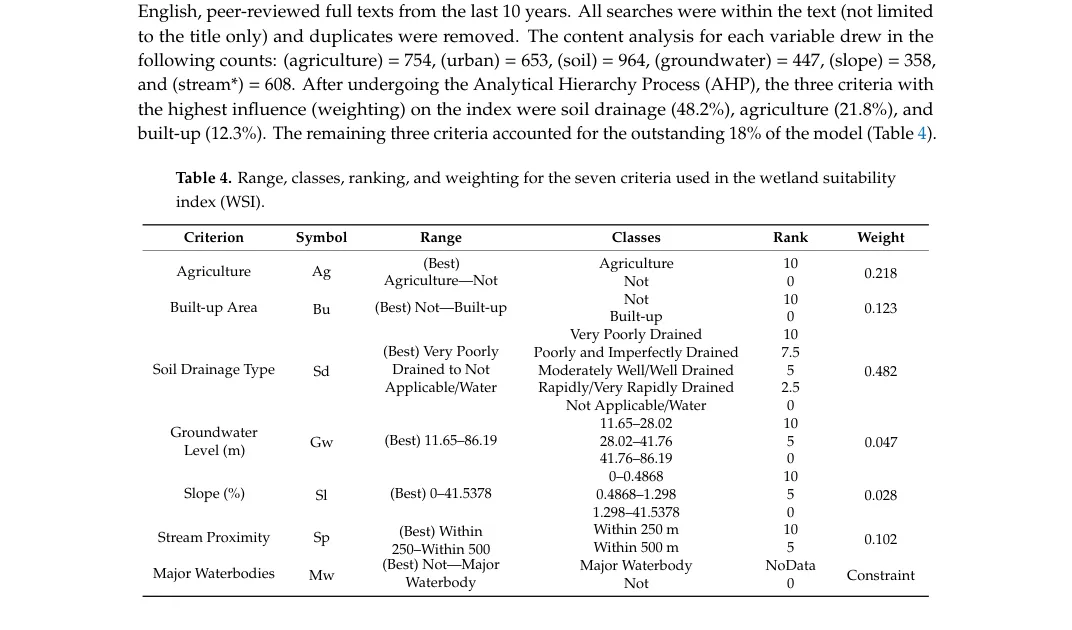 English, peer-reviewed full texts from the last 10 years. All searches were within the text (not limited
to the title only) and duplicates were removed. The content analysis for each variable drew in the
following counts: (agriculture) = 754, (urban) = 653, (soil) = 964, (groundwater) = 447, (slope) = 358,
and (stream*) = 608. After undergoing the Analytical Hierarchy Process (AHP), the three criteria with
the highest influence (weighting) on the index were soil drainage (48.2%), agriculture (21.8%), and
built-up (12.3%). The remaining three criteria accounted for the outstanding 18% of the model (Table 4).
Table 4. Range, classes, ranking, and weighting for the seven criteria used in the wetland suitability
index (WSI).
Criterion Symbol Range Classes Rank Weight
Agriculture Ag (Best) Agriculture 10 0.218
Agriculture—Not Not 0
Built-up Area Bu (Best) Not—Built-up Not 10 0.123
Built-up 0
Very Poorly Drained 10
(Best) Very Poorly Poorly and Imperfectly Drained 7.5
Soil Drainage Type Sd Drained to Not Moderately Well/Well Drained 5 0.482
Applicable/Water Rapidly/Very Rapidly Drained 2.5
Not Applicable/Water 0
Groundwater 11.65–28.02 10
Level (m) Gw (Best) 11.65–86.19 28.02–41.76 5 0.047
41.76–86.19 0
0–0.4868 10
Slope (%) Sl (Best) 0–41.5378 0.4868–1.298 5 0.028
1.298–41.5378 0
Stream Proximity Sp (Best) Within Within 250 m 10 0.102
250–Within 500 Within 500 m 5
Major Waterbodies Mw (Best) Not—Major Major Waterbody NoData Constraint
Waterbody Not 0